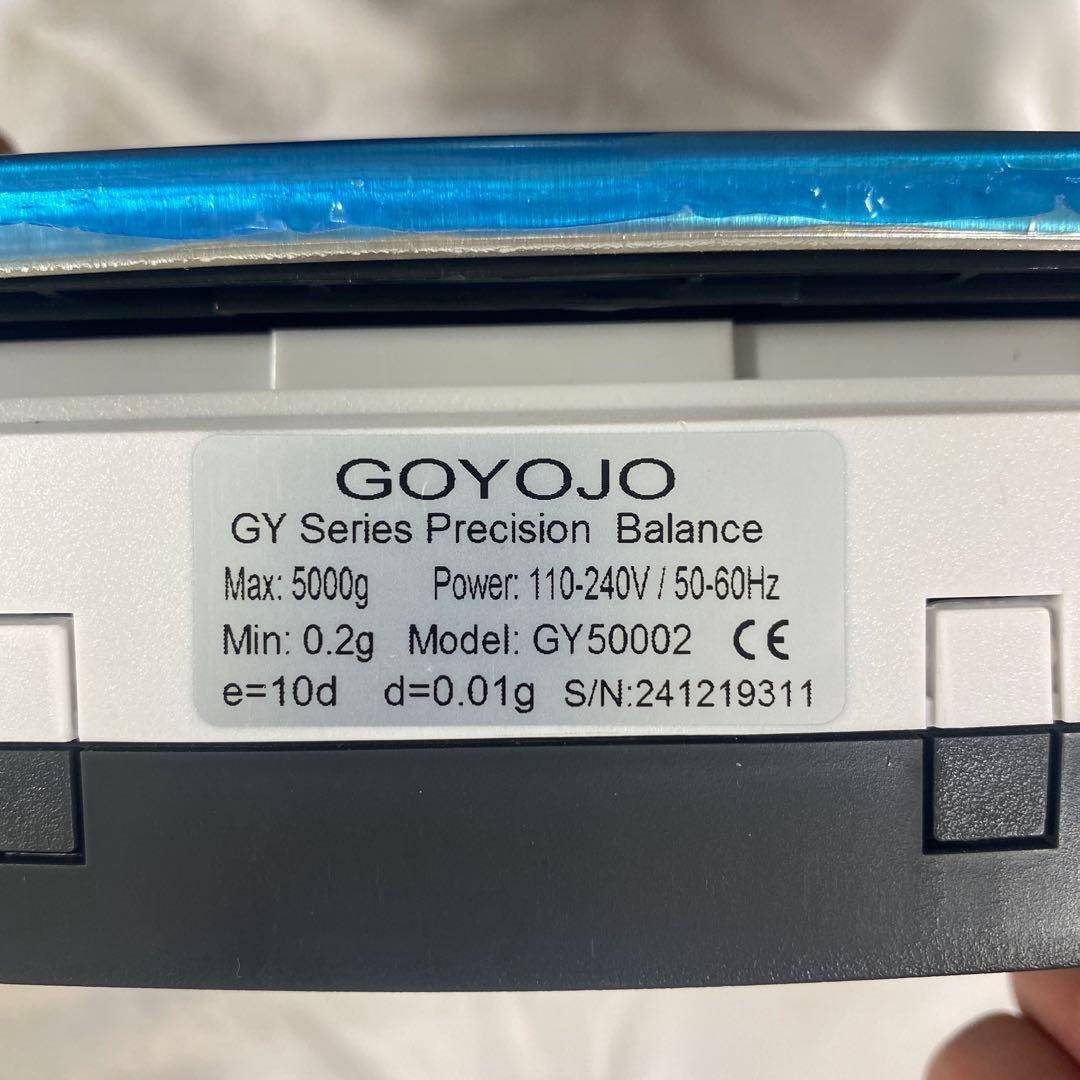 GOYOJO
GY Series Precision Balance
Max: 5000g Power: 110-240V / 50-60Hz
Min: 0.2g Model: GY50002 CE
e=10d d=0.01g S/N:241219311